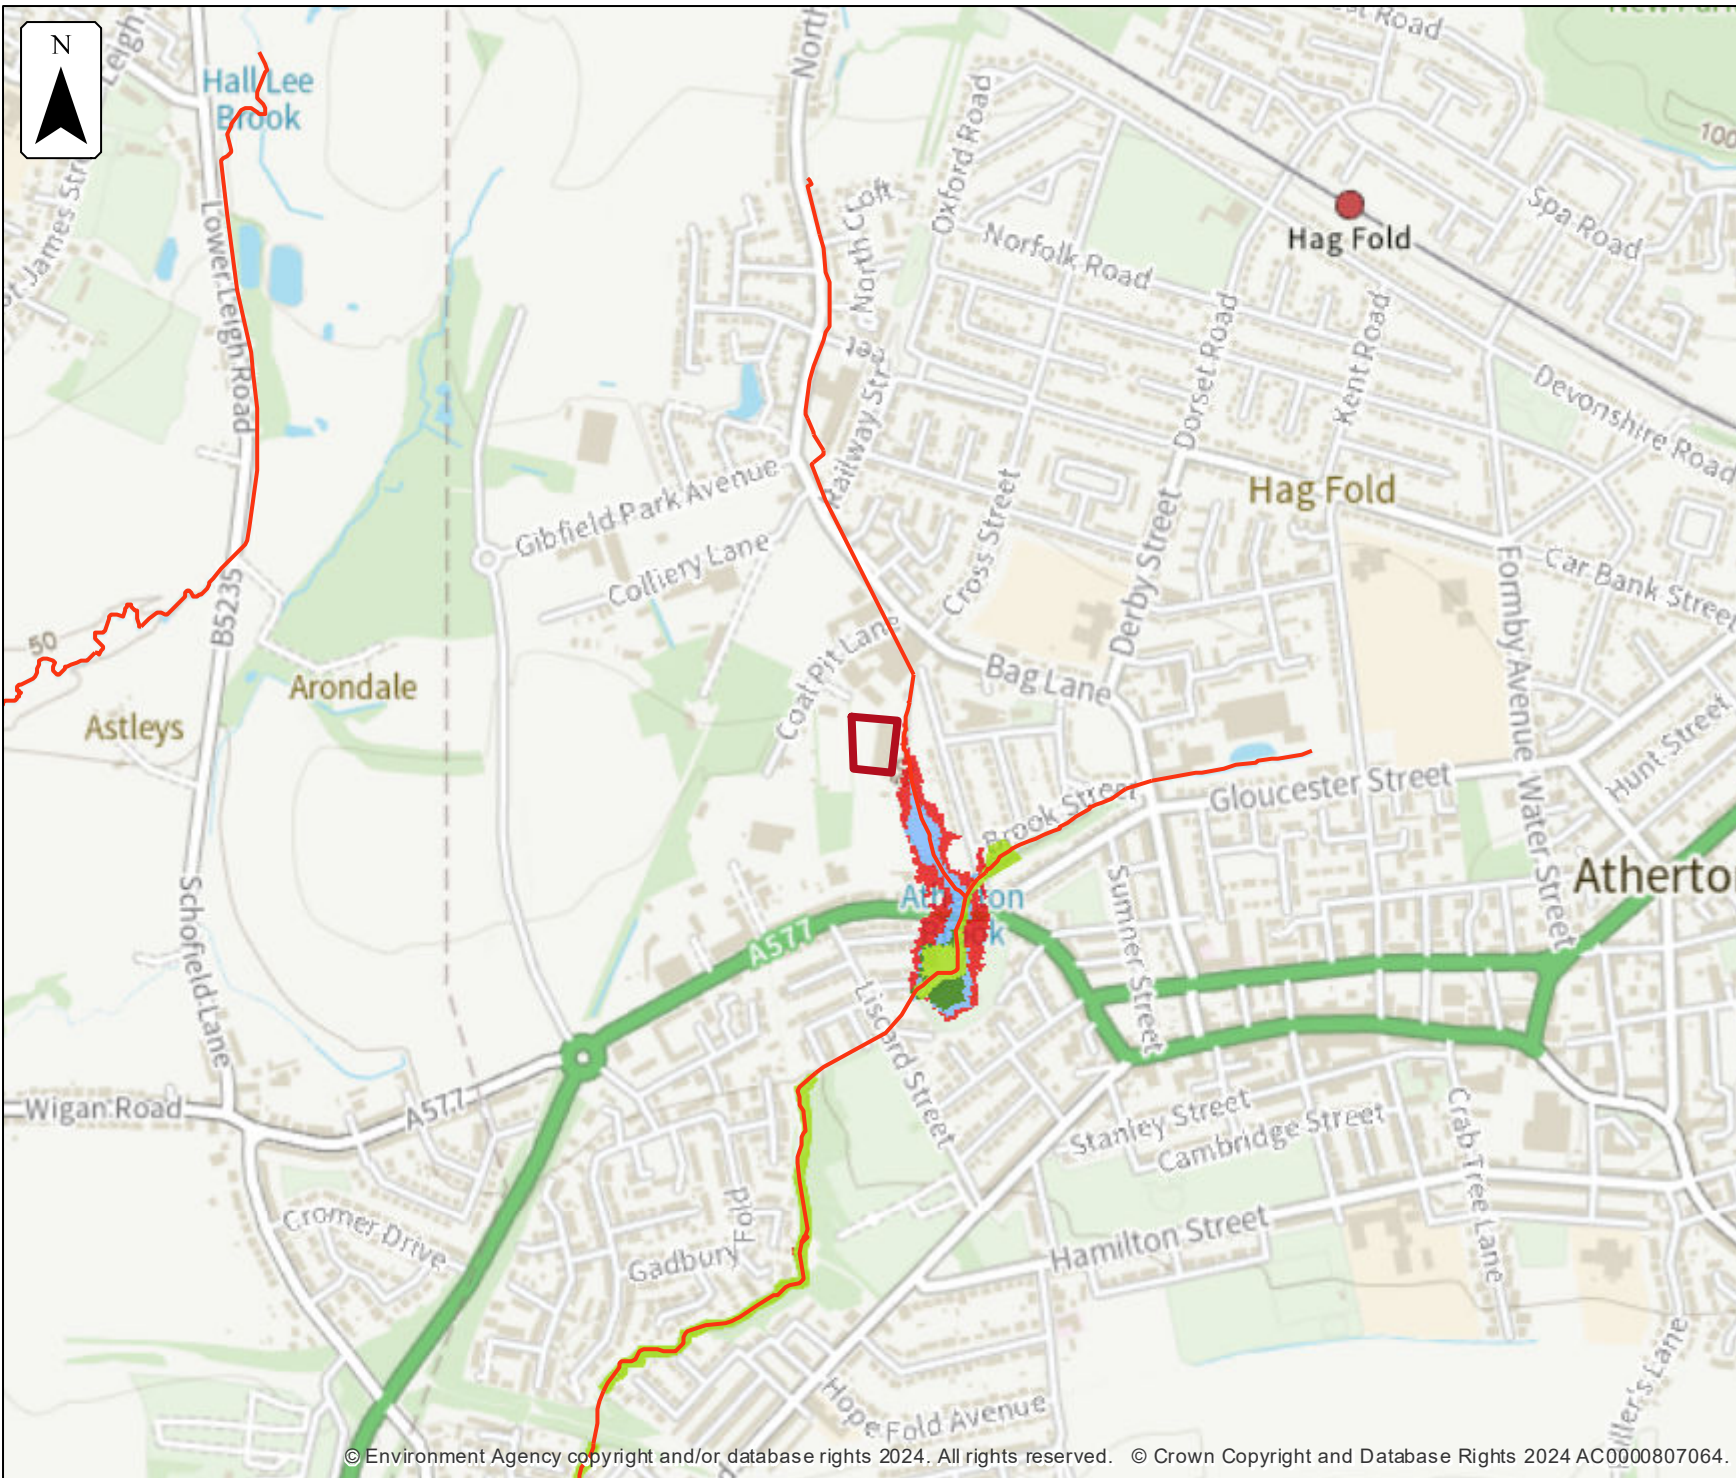 N
Leigh
Hall Lee
Brook
North
Road
Oxford Road
100
St. James Str
Lower Leigh Road
North Croft
Norfolk Road
Hag Fold
Spa Road
Dorset Road
Kent Road
Devonshire Road
Railway Street
Gibfield Park Avenue
Colliery Lane
Cross Street
Derby Street
Hag Fold
Car Bank Street
Formby Avenue
B5235
50
Arondale
Astleys
Coal Pit Lane
Bag Lane
Brook Street
Gloucester Street
Water Street
Hunt Street
Atherto
Schofield Lane
A577
Sumner Street
Liscard Street
Wigan Road
A577
Stanley Street
Cambridge Street
Crab Tree Lane
Cromer Drive
Gadbury Fold
Hamilton Street
Hope Fold Avenue
iller's Lane
© Environment Agency copyright and/or database rights 2024. All rights reserved. © Crown Copyright and Database Rights 2024 AC0000807064.